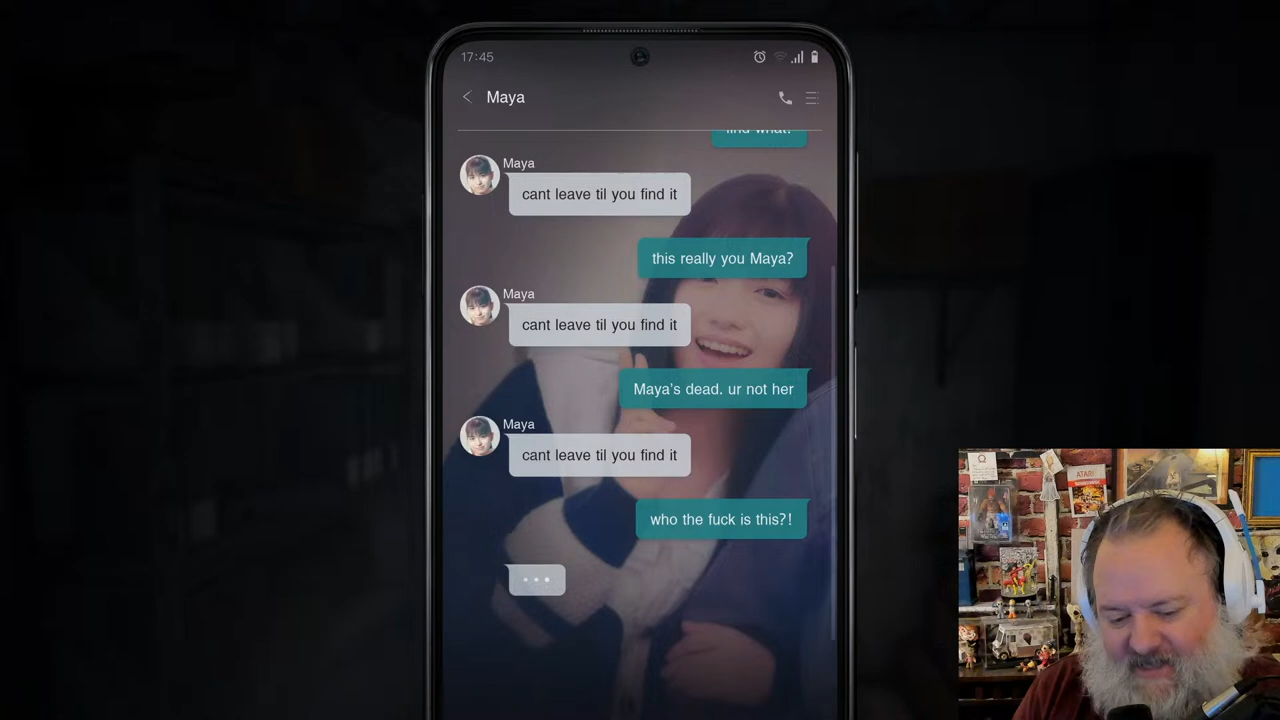 17:45
Maya
find what?
Maya
cant leave til you find it
this really you Maya?
Maya
cant leave til you find it
Maya's dead. ur not her
Maya
cant leave til you find it
who the fuck is this?!
ATARI